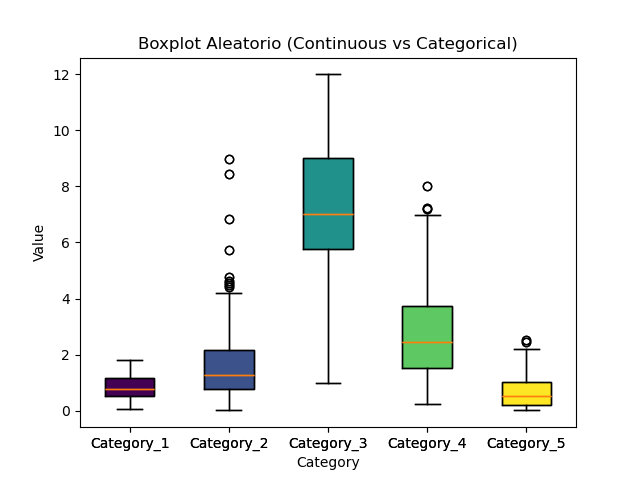 Boxplot Aleatorio (Continuous vs Categorical)
12
10
8
6
4
2
0
Value
Category_1 Category_2 Category_3 Category_4 Category_5
Category